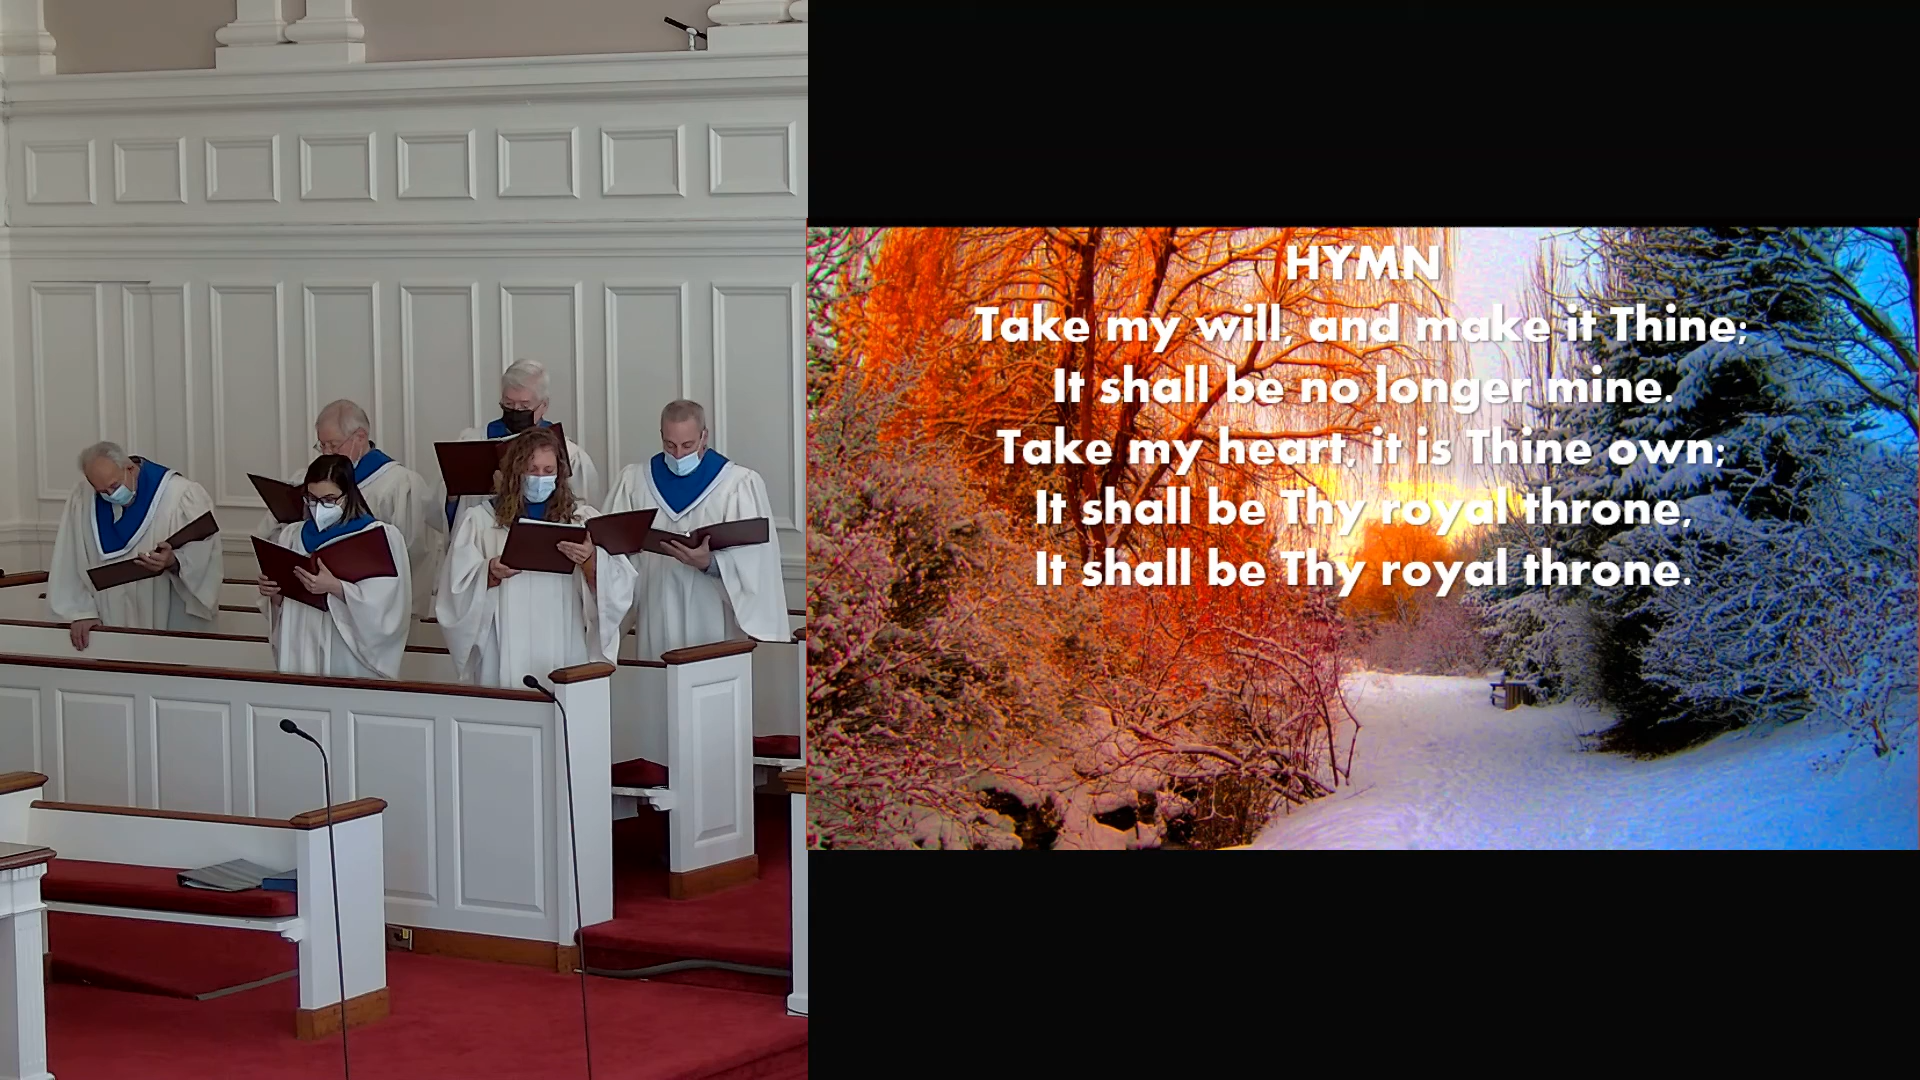 HYMN
Take my will, and make it Thine;
It shall be no longer mine.
Take my heart, it is Thine own;
It shall be Thy royal throne,
It shall be Thy royal throne.